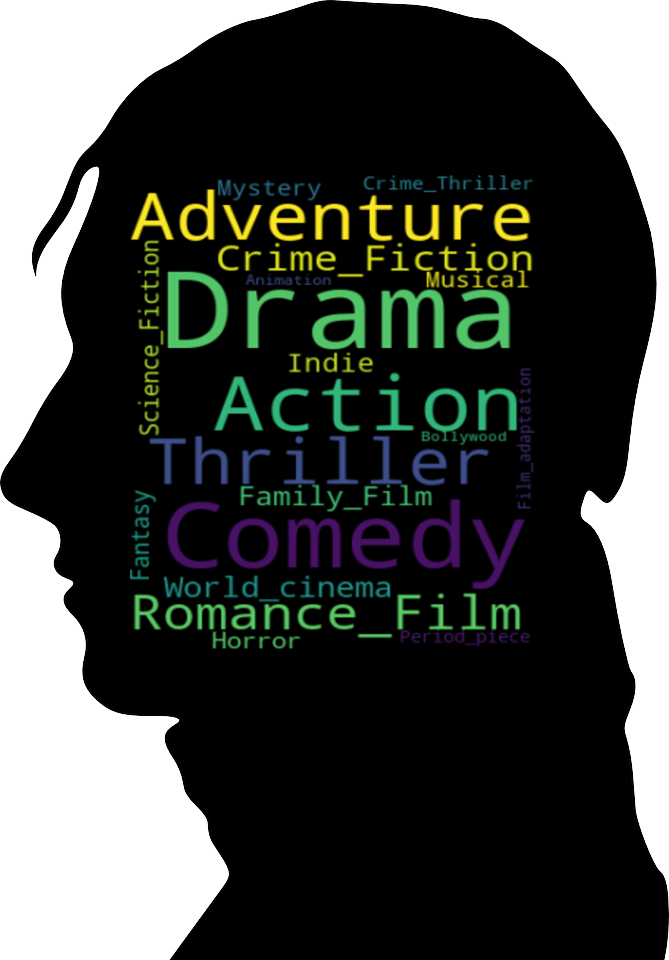 Mystery
Crime_Thriller
Adventure
Crime_Fiction
Musical
Animation
Drama
Science_Fiction
Indie
Action
Film_adaptation
Bollywood
Thriller
Family_Film
Fantasy
Comedy
World_cinema
Romance_Film
Horror
Period_piece